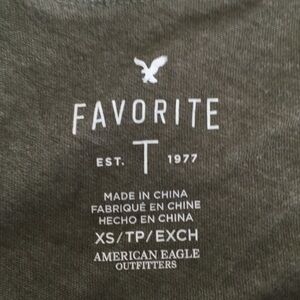 FAVORITE
EST. T 1977
MADE IN CHINA
FABRIQUÉ EN CHINE
HECHO EN CHINA
XS/TP/EXCH
AMERICAN EAGLE
OUTFITTERS